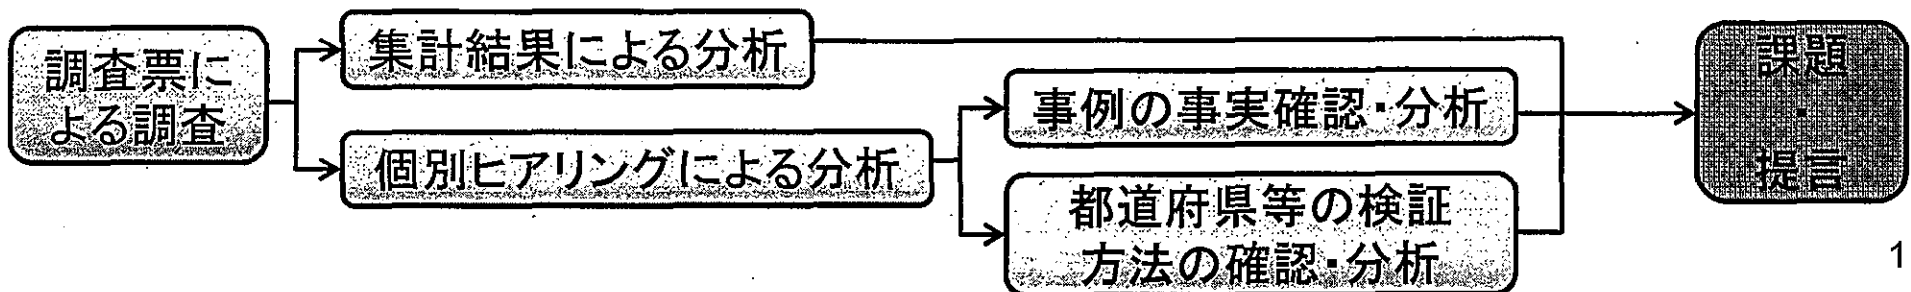 調査票に
よる調査
集計結果による分析
個別ヒアリングによる分析
事例の事実確認・分析
都道府県等の検証
方法の確認・分析
課題
・
提言
1